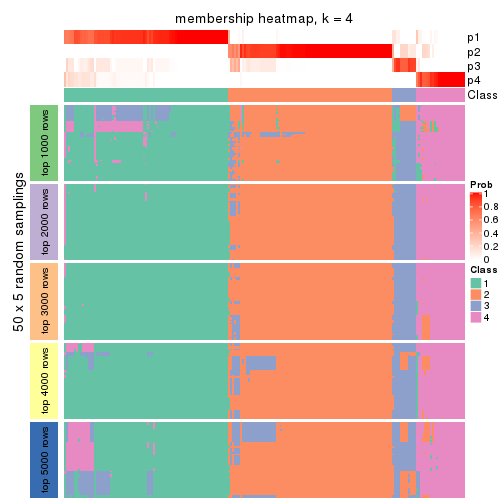 membership heatmap, k = 4
p1
p2
p3
p4
Class
50 x 5 random samplings
top 1000 rows
top 2000 rows
top 3000 rows
top 4000 rows
top 5000 rows
Prob
1
0.8
0.6
0.4
0.2
0
Class
1
2
3
4